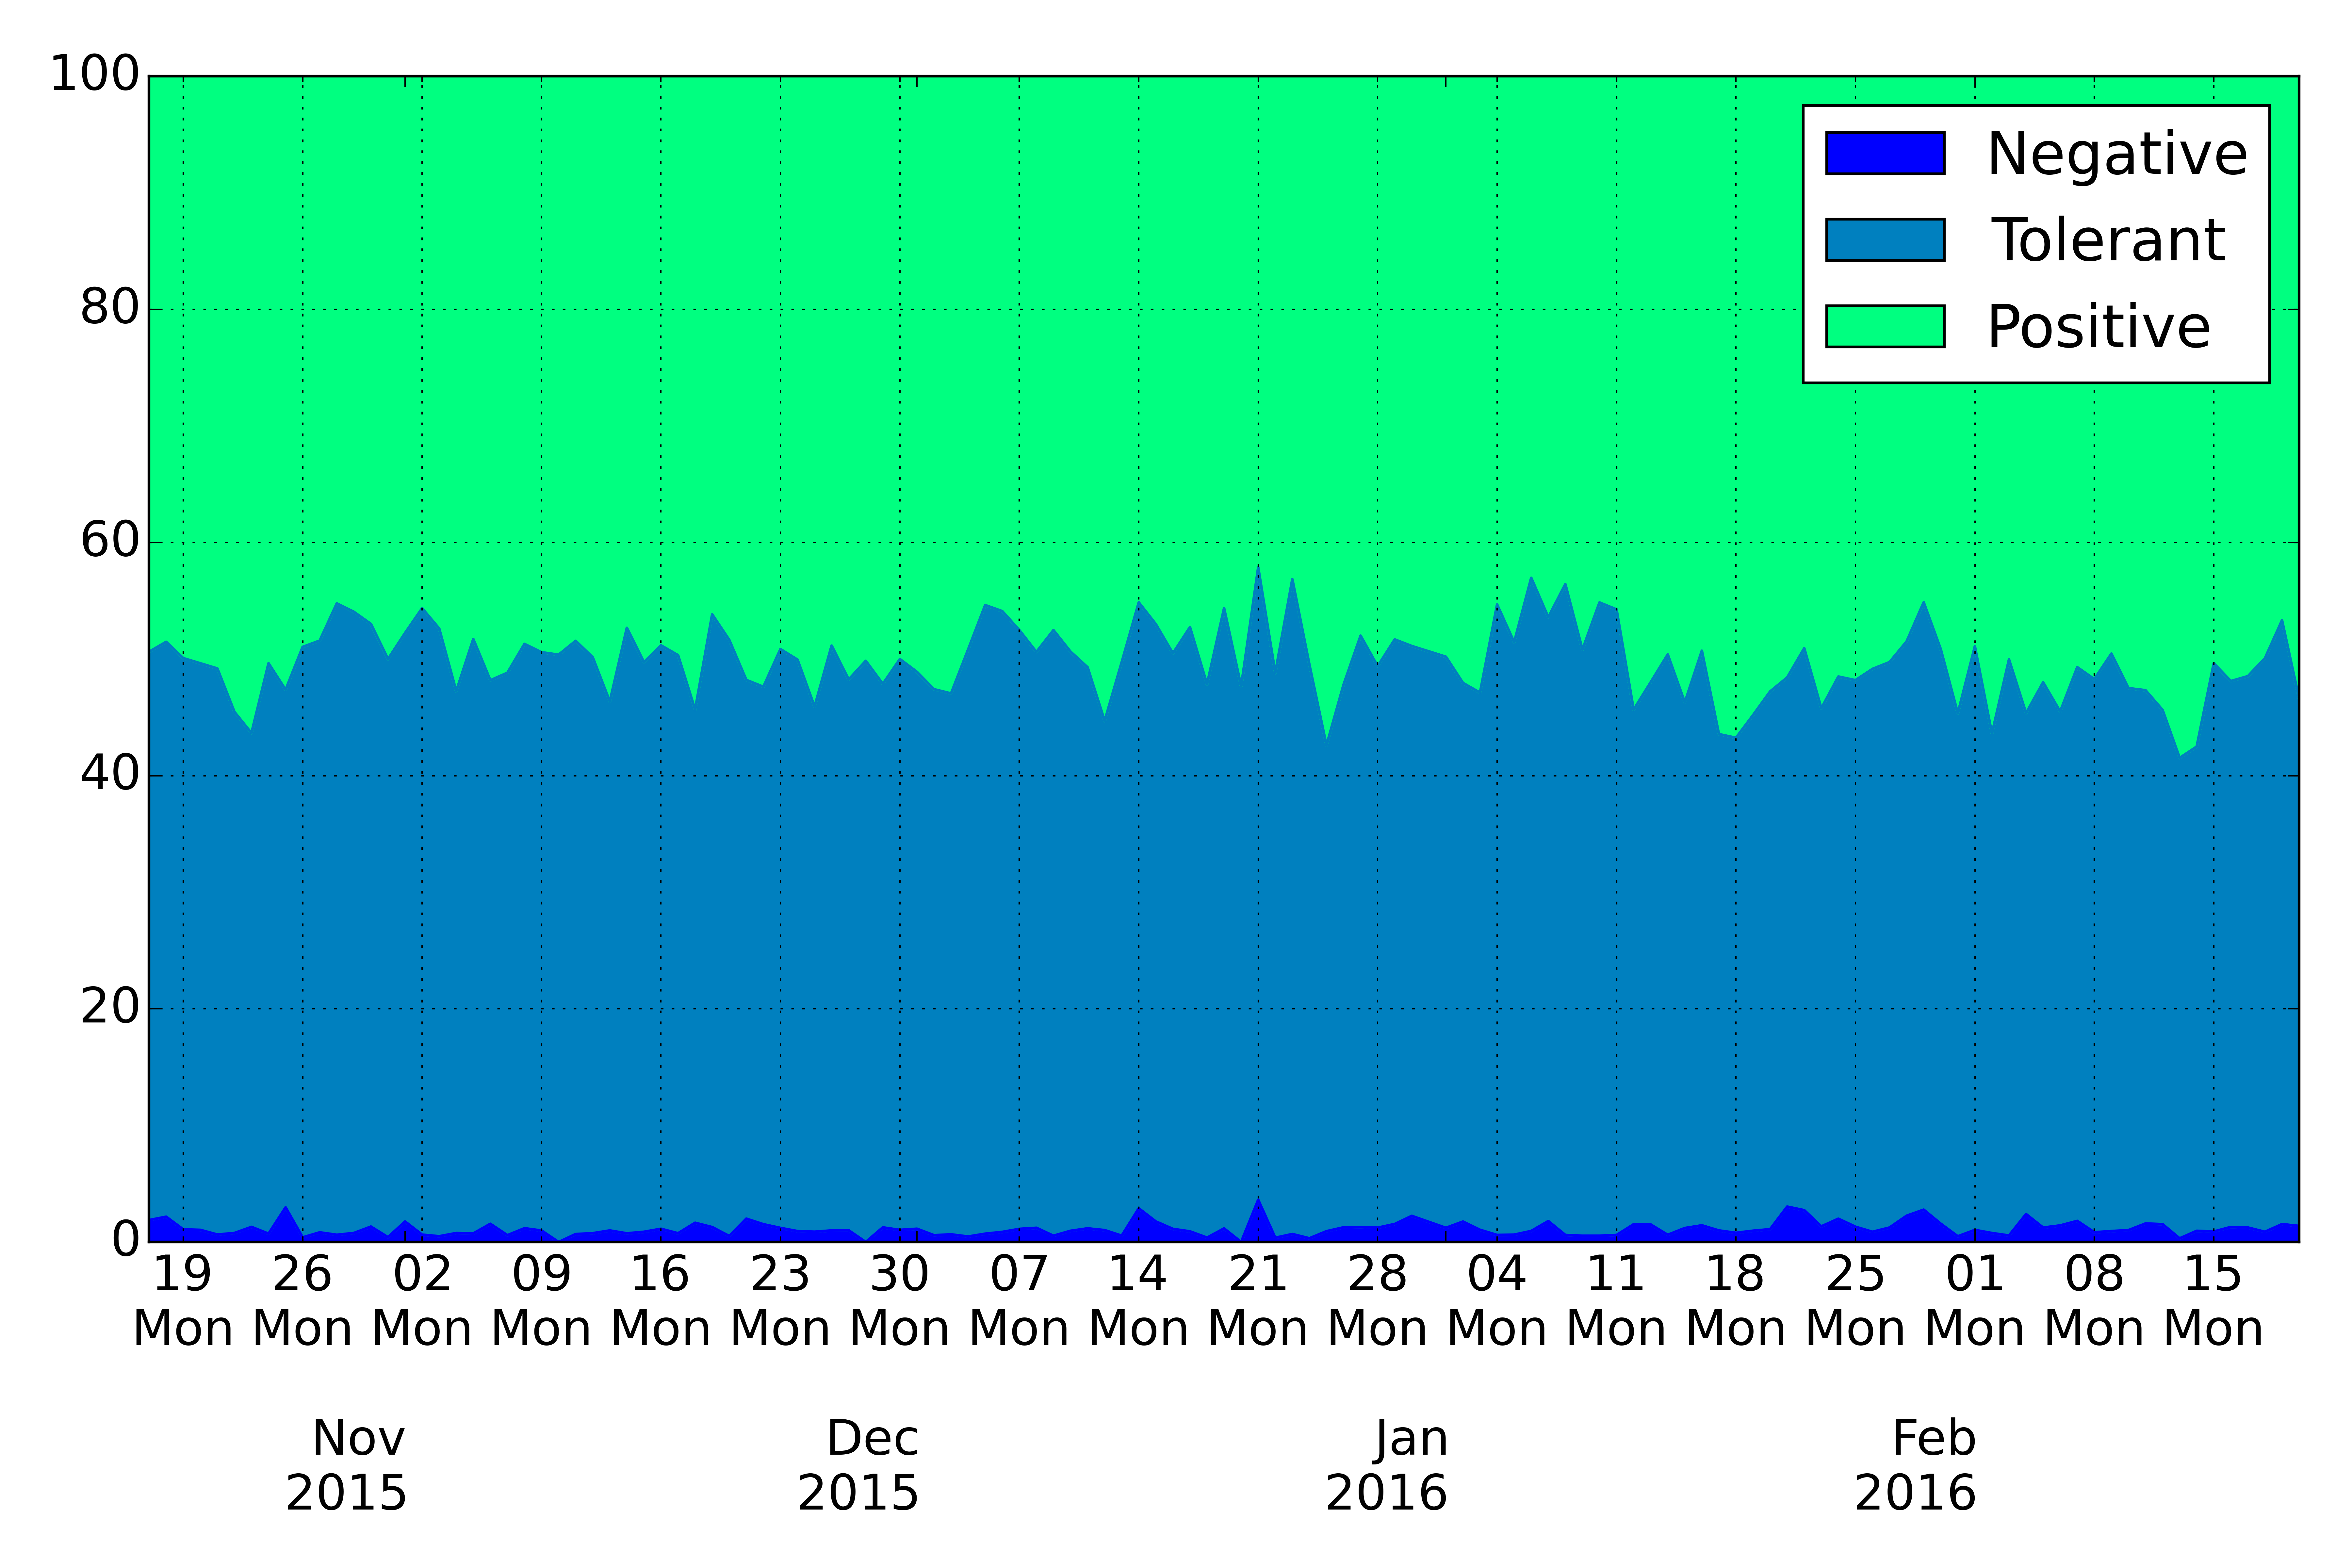 100
80
60
40
20
0
Negative
Tolerant
Positive
19 26 02 09 16 23 30 07 14 21 28 04 11 18 25 01 08 15
Mon Mon Mon Mon Mon Mon Mon Mon Mon Mon Mon Mon Mon Mon Mon Mon Mon Mon
Nov Dec Jan Feb
2015 2015 2016 2016